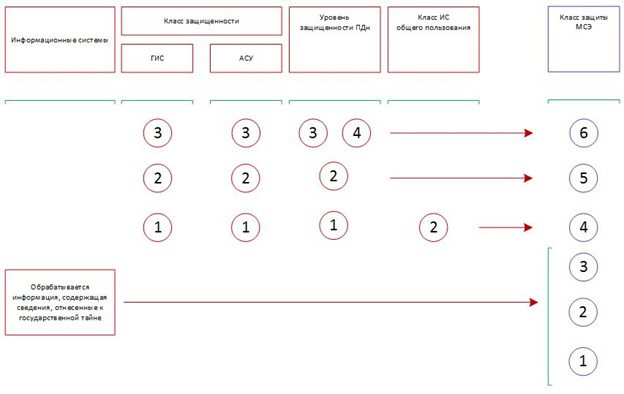 Информационные системы
Класс защищенности
ГИС
АСУ
Уровень
защищенности ПДн
Класс ИС
общего пользования
Класс защиты
МСЭ
3 3 3 4 6
2 2 2 5
1 1 1 2 4
Обрабатывается
информация, содержащая
сведения, отнесенные к
государственной тайне
3
2
1